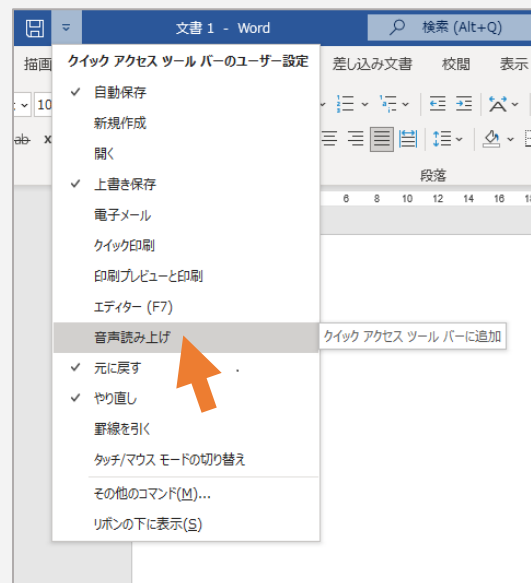 文書 1 - Word
検索 (Alt+Q)
描画
差し込み文書
校閲
表示
クイック アクセス ツール バーのユーザー設定
10
自動保存
新規作成
開く
ab x
上書き保存
段落
電子メール
6 8 10 12 14 16
クイック印刷
印刷プレビューと印刷
エディター (F7)
音声読み上げ
クイック アクセス ツール バーに追加
元に戻す
やり直し
罫線を引く
タッチ/マウス モードの切り替え
その他のコマンド(M)...
リボンの下に表示(S)